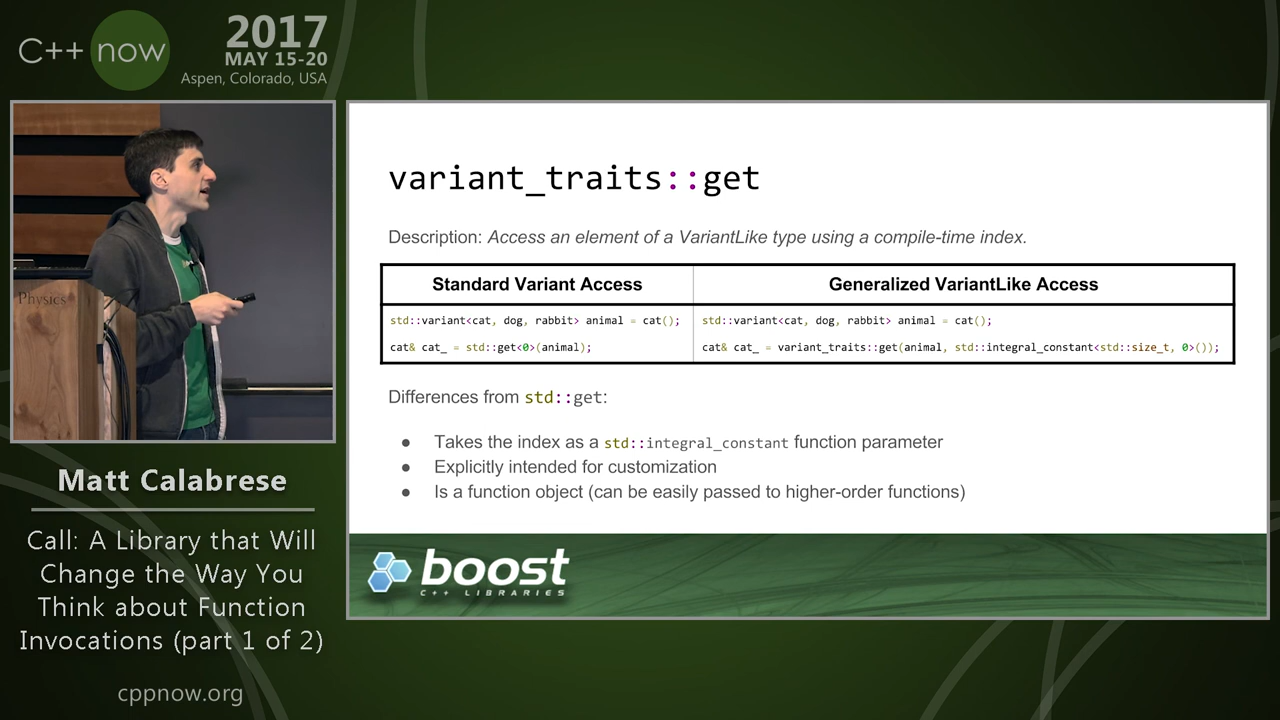 C++ now
2017
MAY 15-20
Aspen, Colorado, USA
Physics
Matt Calabrese
Call: A Library that Will
Change the Way You
Think about Function
Invocations (part 1 of 2)
cppnow.org
variant_traits::get
Description: Access an element of a VariantLike type using a compile-time index.
Standard Variant Access
Generalized VariantLike Access
std::variant<cat, dog, rabbit> animal = cat();
std::variant<cat, dog, rabbit> animal = cat();
cat& cat_ = std::get<0>(animal);
cat& cat_ = variant_traits::get(animal, std::integral_constant<std::size_t, 0>());
Differences from std::get:
● Takes the index as a std::integral_constant function parameter
● Explicitly intended for customization
● Is a function object (can be easily passed to higher-order functions)
boost
C++ LIBRARIES